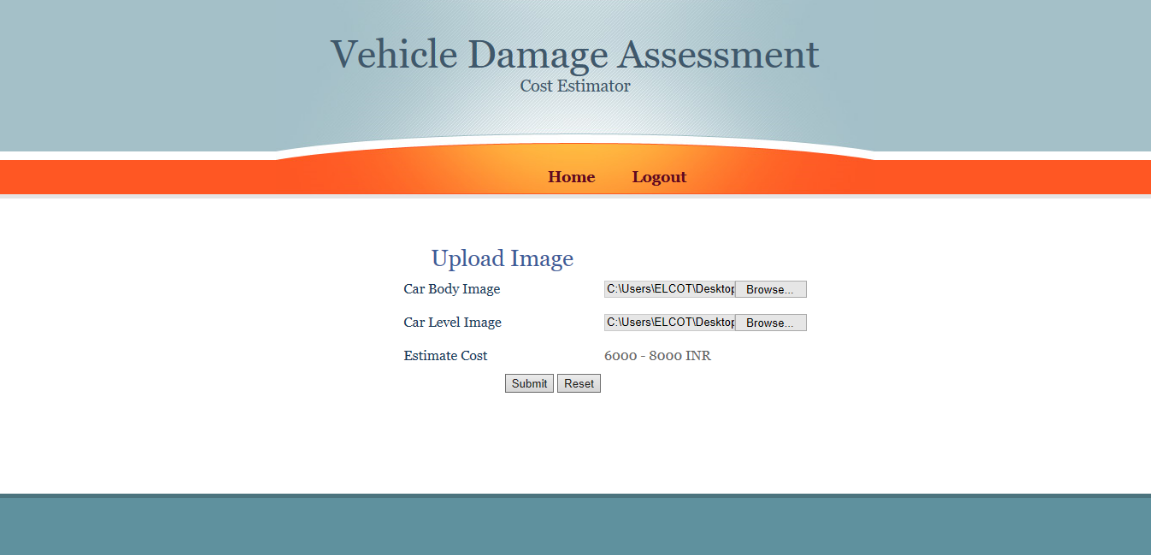 Vehicle Damage Assessment
Cost Estimator
Home Logout
Upload Image
Car Body Image C:\Users\ELCOT\Desktop Browse...
Car Level Image C:\Users\ELCOT\Desktop Browse...
Estimate Cost 6000 - 8000 INR
Submit Reset